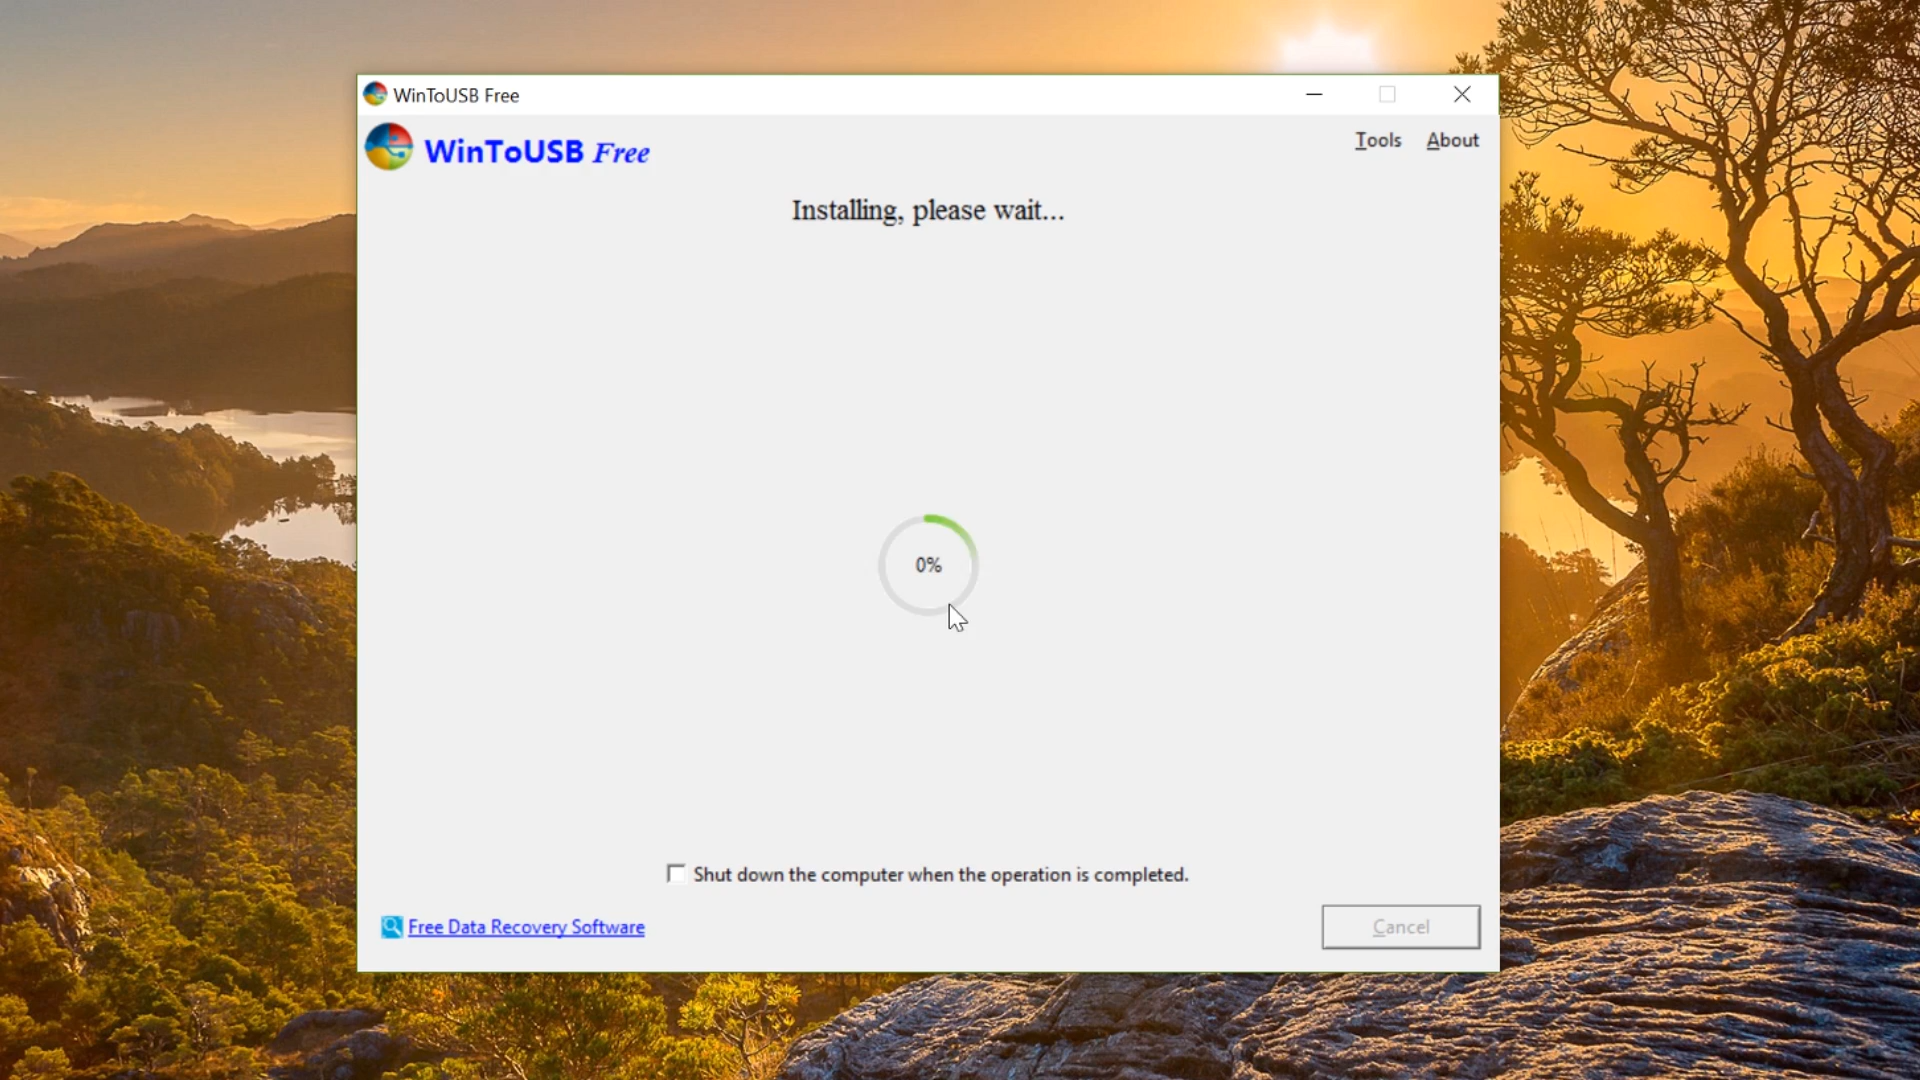 WinToUSB Free
WinToUSB Free
Tools About
Installing, please wait...
0%
Shut down the computer when the operation is completed.
Free Data Recovery Software
Cancel